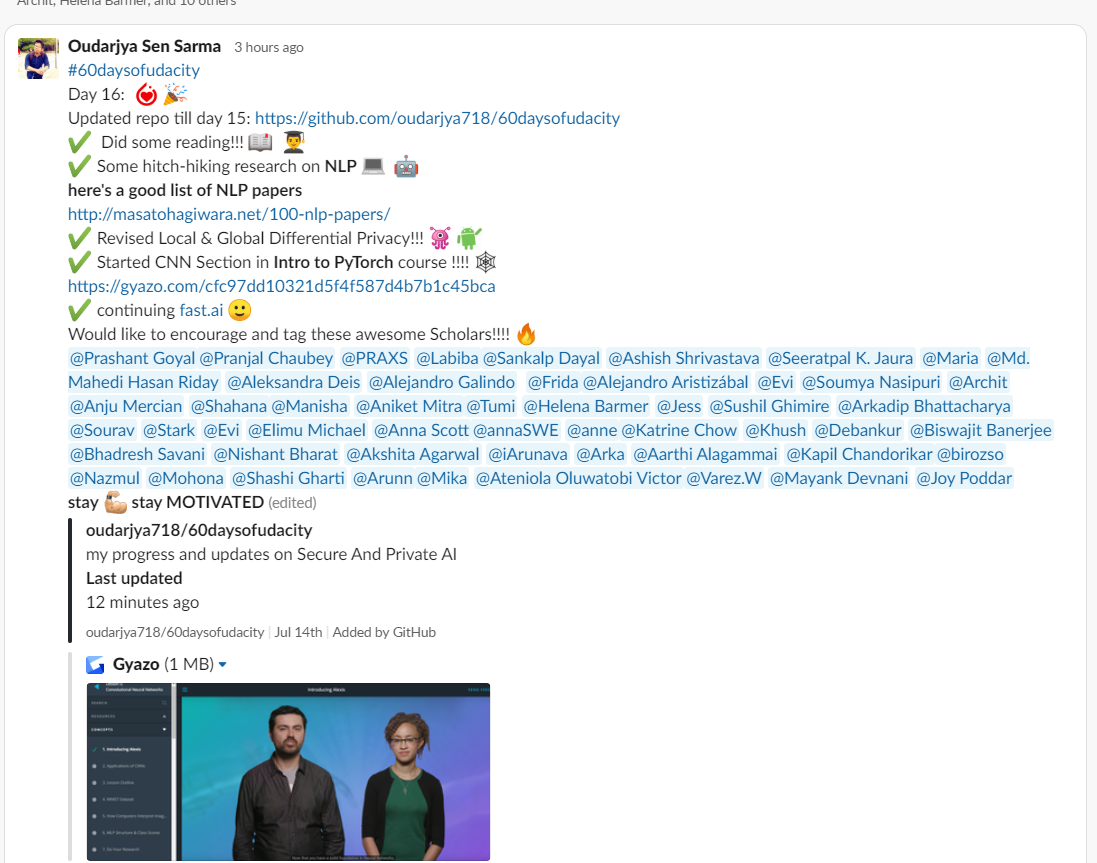 Archit, Helena Barmer, and 10 others
Oudarjya Sen Sarma 3 hours ago
#60daysofudacity
Day 16:
Updated repo till day 15: https://github.com/oudarjya718/60daysofudacity
Did some reading!!!
Some hitch-hiking research on NLP
here's a good list of NLP papers
http://masatohagiwara.net/100-nlp-papers/
Revised Local & Global Differential Privacy!!!
Started CNN Section in Intro to PyTorch course !!!!
https://gyazo.com/cfc97dd10321d5f4f587d4b7b1c45bca
continuing fast.ai
Would like to encourage and tag these awesome Scholars!!!!
@Prashant Goyal @Pranjal Chaubey @PRAXS @Labiba @Sankalp Dayal @Ashish Shrivastava @Seeratpal K. Jaura @Maria @Md.
Mahedi Hasan Riday @Aleksandra Deis @Alejandro Galindo @Frida @Alejandro Aristizábal @Evi @Soumya Nasipuri @Archit
@Anju Mercian @Shahana @Manisha @Aniket Mitra @Tumi @Helena Barmer @Jess @Sushil Ghimire @Arkadip Bhattacharya
@Sourav @Stark @Evi @Elimu Michael @Anna Scott @annaSWE @anne @Katrine Chow @Khush @Debankur @Biswajit Banerjee
@Bhadresh Savani @Nishant Bharat @Akshita Agarwal @iArunava @Arka @Aarthi Alagammai @Kapil Chandorikar @birozso
@Nazmul @Mohona @Shashi Gharti @Arunn @Mika @Ateniola Oluwatobi Victor @Varez.W @Mayank Devnani @Joy Poddar
stay stay MOTIVATED (edited)
oudarjya718/60daysofudacity
my progress and updates on Secure And Private AI
Last updated
12 minutes ago
oudarjya718/60daysofudacity | Jul 14th | Added by GitHub
Gyazo (1 MB)
Convolutional Neural Networks
Introducing Alexis
SEARCH
RESOURCES
CONCEPTS
1. Introducing Alexis
2. Applications of CNNs
3. Lesson Outline
4. MNIST Dataset
5. How Computers Interpret Imag...
6. MLP Structure & Class Scores
7. Do Your Research